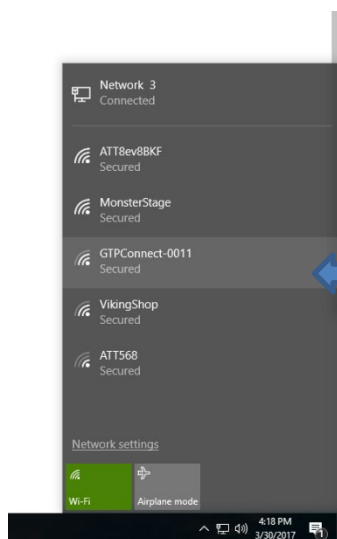 Network 3
Connected
ATT8ev8BKF
Secured
MonsterStage
Secured
GTPConnect-0011
Secured
VikingShop
Secured
ATT568
Secured
Network settings
Wi-Fi
Airplane mode
4:18 PM
3/30/2017
1